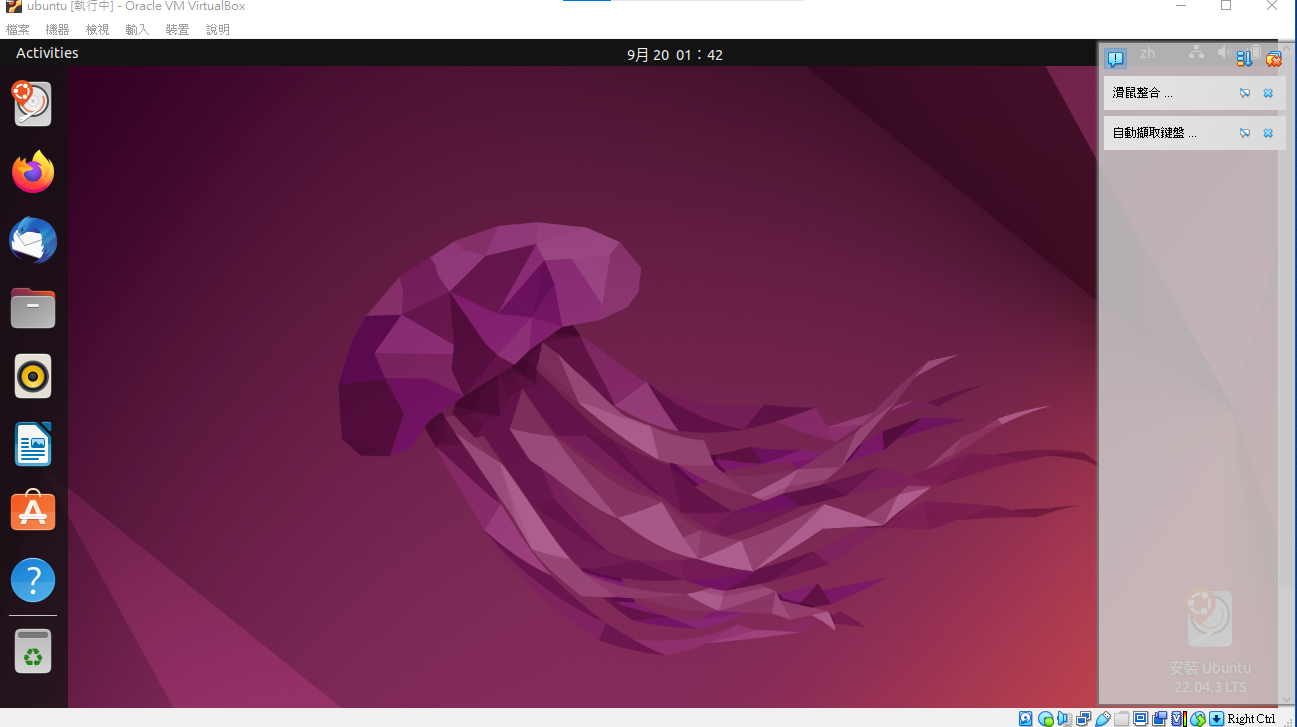 ubuntu [執行中] - Oracle VM VirtualBox
檔案 機器 檢視 輸入 裝置 說明
Activities
9月 20 01：42
zh
滑鼠整合 ...
自動擷取鍵盤 ...
安裝 Ubuntu
22.04.3 LTS
Right Ctrl